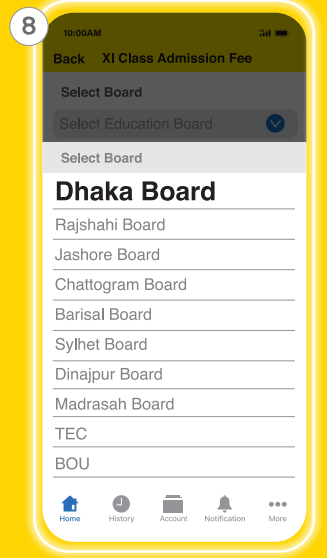 8
10:00AM
Back XI Class Admission Fee
Select Board
Select Education Board
Select Board
Dhaka Board
Rajshahi Board
Jashore Board
Chattogram Board
Barisal Board
Sylhet Board
Dinajpur Board
Madrasah Board
TEC
BOU
Home History Account Notification More